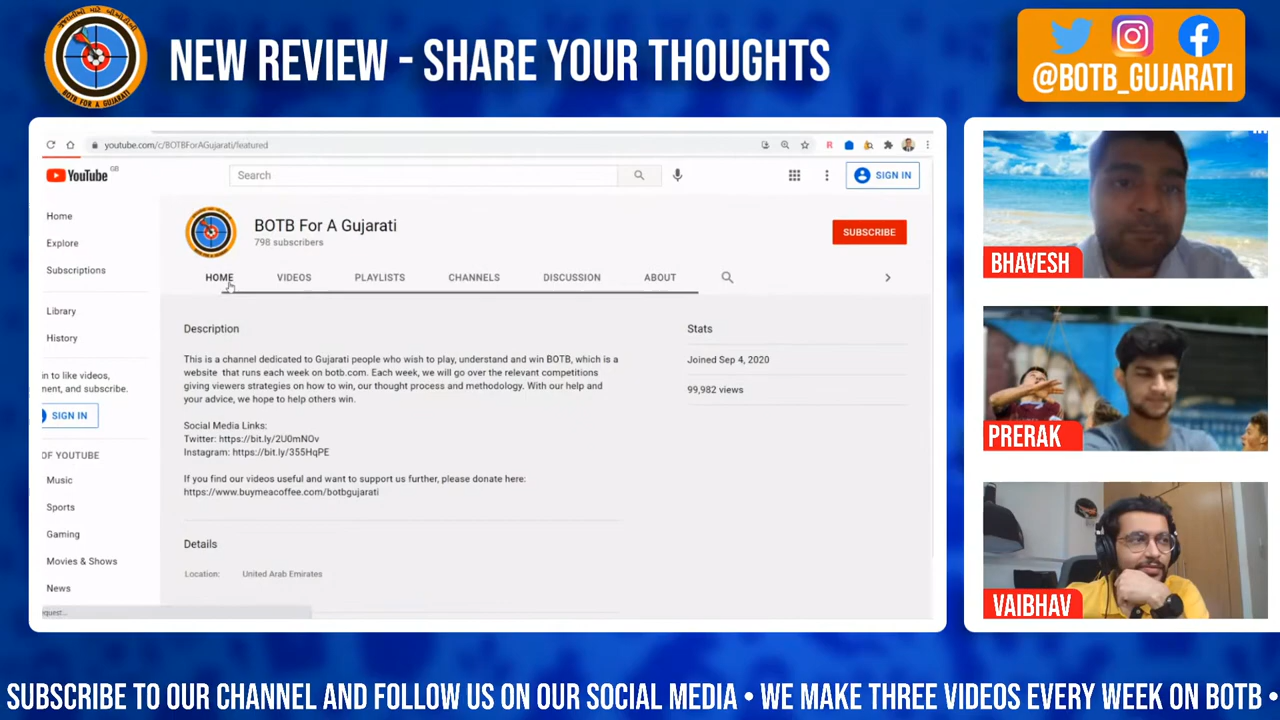 ગુજરાતીઓ માટે બીઓટીબી
BOTB FOR A GUJARATI
NEW REVIEW - SHARE YOUR THOUGHTS
@BOTB_GUJARATI
youtube.com/c/BOTBForAGujarati/featured
YouTube GB
Search
SIGN IN
Home
Explore
Subscriptions
Library
History
in to like videos,
ment, and subscribe.
SIGN IN
OF YOUTUBE
Music
Sports
Gaming
Movies & Shows
News
quest...
BOTB For A Gujarati
798 subscribers
SUBSCRIBE
HOME
VIDEOS
PLAYLISTS
CHANNELS
DISCUSSION
ABOUT
Description
This is a channel dedicated to Gujarati people who wish to play, understand and win BOTB, which is a
website that runs each week on botb.com. Each week, we will go over the relevant competitions
giving viewers strategies on how to win, our thought process and methodology. With our help and
your advice, we hope to help others win.
Social Media Links:
Twitter: https://bit.ly/2U0mNOv
Instagram: https://bit.ly/355HqPE
If you find our videos useful and want to support us further, please donate here:
https://www.buymeacoffee.com/botbgujarati
Details
Location: United Arab Emirates
Stats
Joined Sep 4, 2020
99,982 views
BHAVESH
PRERAK
VAIBHAV
SUBSCRIBE TO OUR CHANNEL AND FOLLOW US ON OUR SOCIAL MEDIA • WE MAKE THREE VIDEOS EVERY WEEK ON BOTB •